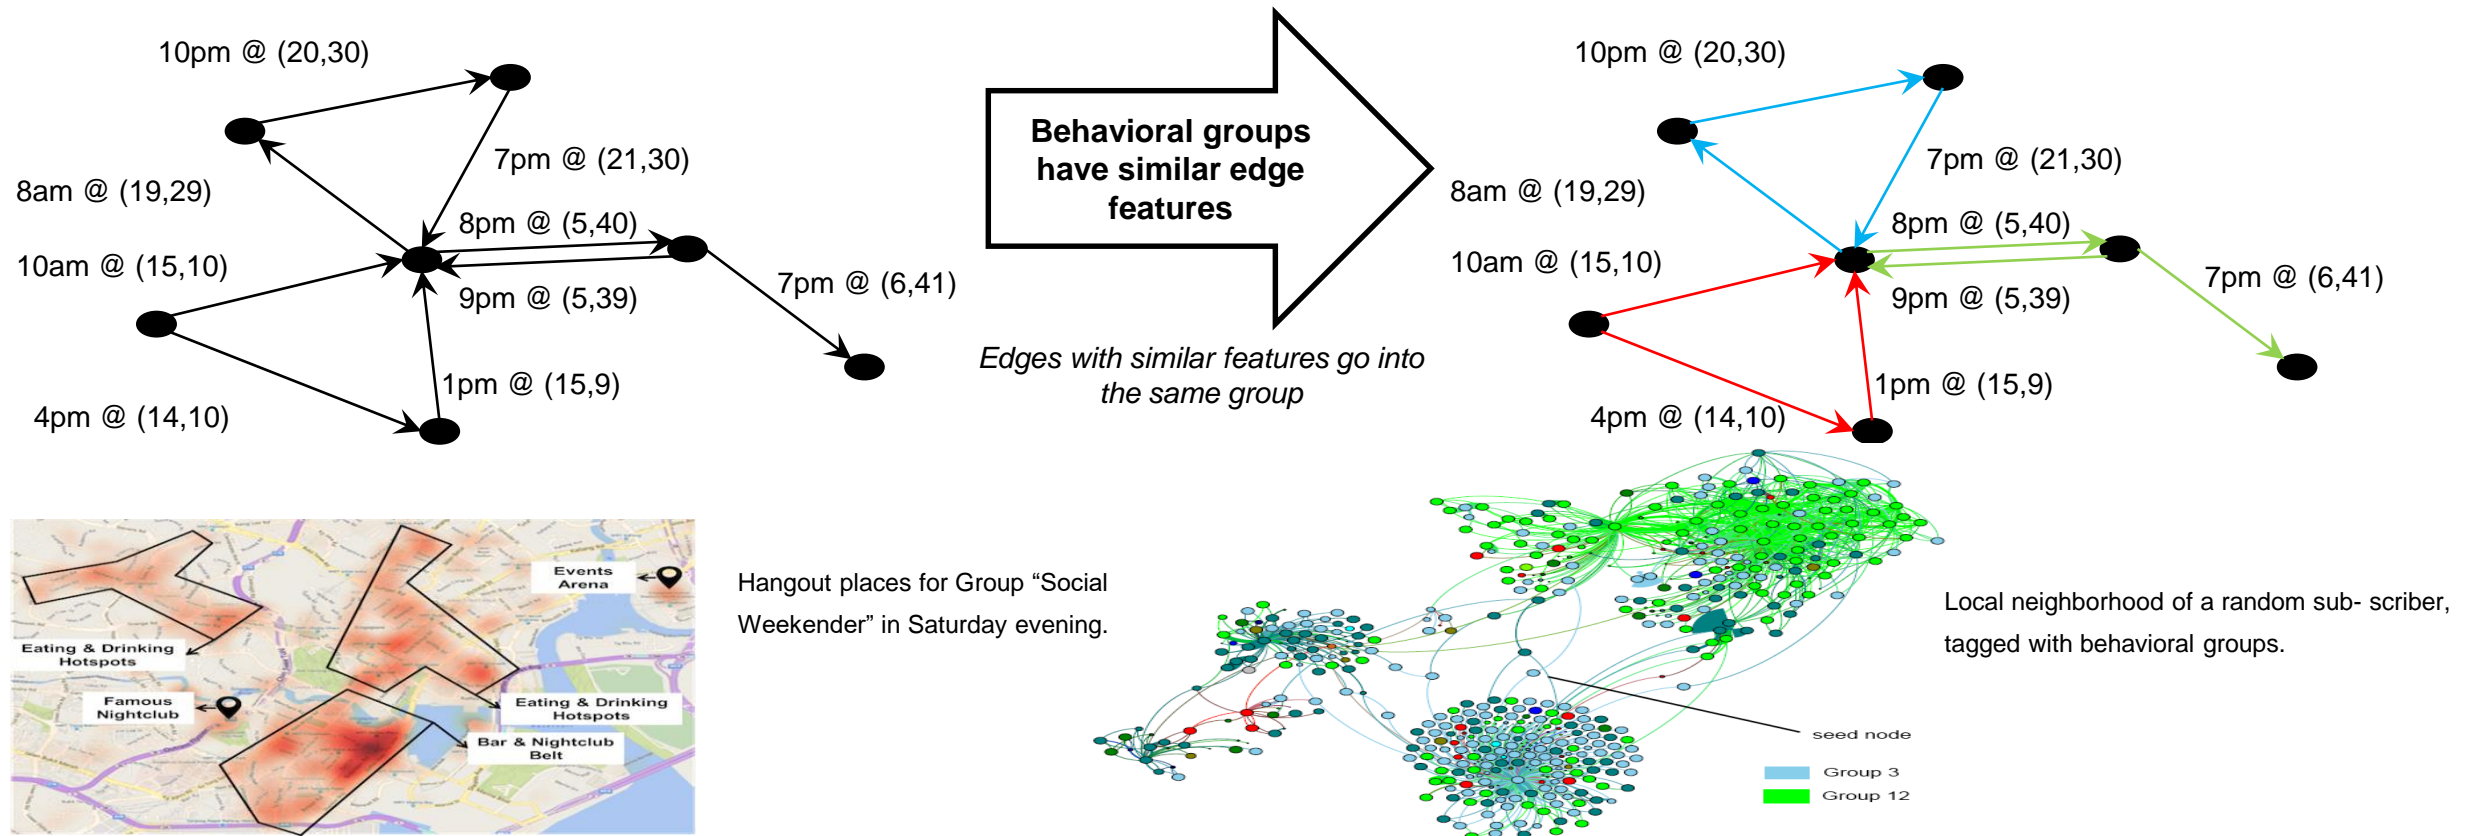 10pm @ (20,30)
7pm @ (21,30)
8am @ (19,29)
8pm @ (5,40)
10am @ (15,10)
9pm @ (5,39)
7pm @ (6,41)
1pm @ (15,9)
4pm @ (14,10)
Behavioral groups
have similar edge
features
Edges with similar features go into
the same group
10pm @ (20,30)
7pm @ (21,30)
8am @ (19,29)
8pm @ (5,40)
10am @ (15,10)
9pm @ (5,39)
7pm @ (6,41)
1pm @ (15,9)
4pm @ (14,10)
Events
Arena
Eating & Drinking
Hotspots
Famous
Nightclub
Eating & Drinking
Hotspots
Bar & Nightclub
Belt
Hangout places for Group “Social
Weekender” in Saturday evening.
Local neighborhood of a random sub- scriber,
tagged with behavioral groups.
seed node
Group 3
Group 12